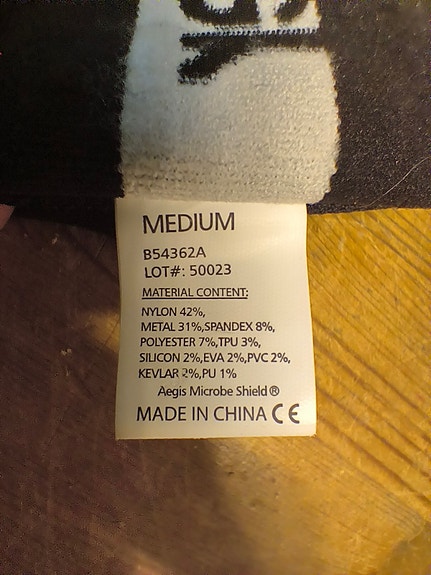 MEDIUM
B54362A
LOT#: 50023
MATERIAL CONTENT:
NYLON 42%,
METAL 31%,SPANDEX 8%,
POLYESTER 7%,TPU 3%,
SILICON 2%,EVA 2%,PVC 2%,
KEVLAR 2%,PU 1%
Aegis Microbe Shield®
MADE IN CHINA CE